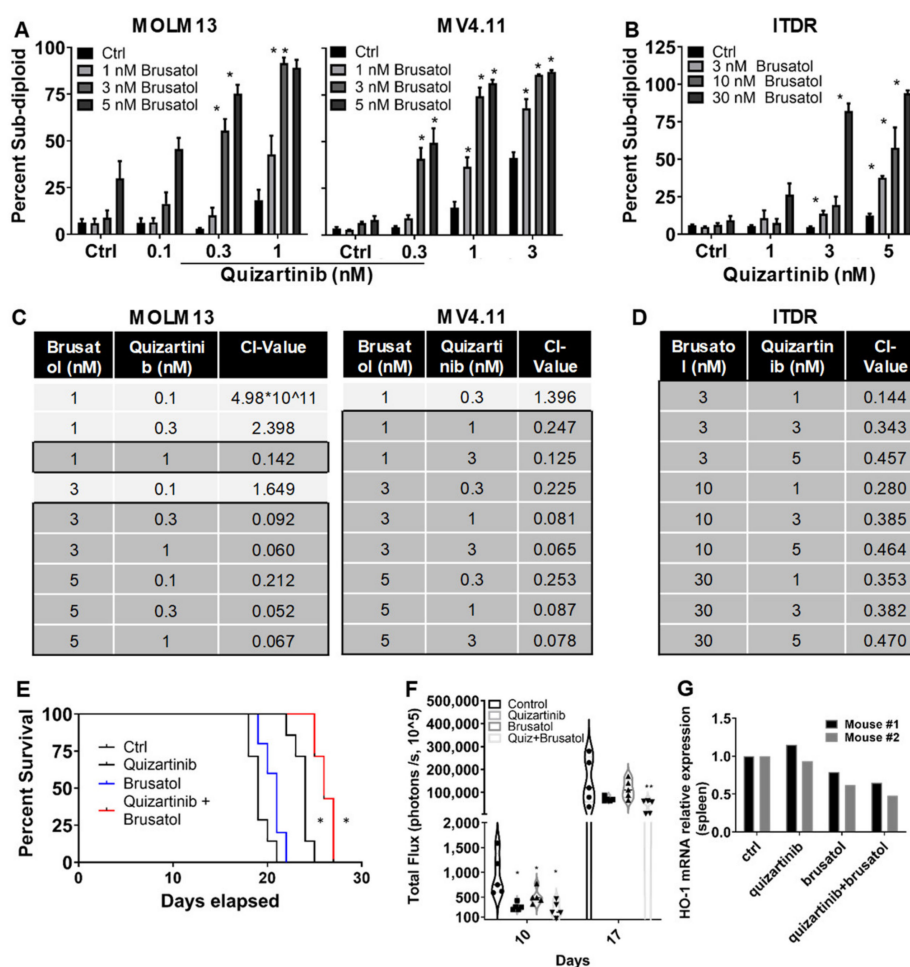 A
MOLM13
Percent Sub-diploid
100
75
50
25
0
Ctrl
1 nM Brusatol
3 nM Brusatol
5 nM Brusatol
* * * *
Ctrl 0.1 0.3 1
MV4.11
Ctrl
1 nM Brusatol
3 nM Brusatol
5 nM Brusatol
* * * * * * * *
Ctrl 0.3 1 3
Quizartinib (nM)
B
ITDR
Percent Sub-diploid
125
100
75
50
25
0
Ctrl
3 nM Brusatol
10 nM Brusatol
30 nM Brusatol
* * * * *
Ctrl 1 3 5
Quizartinib (nM)
C
MOLM13
Brusat Quizartini CI-Value
ol (nM) b (nM)
1 0.1 4.98*10^11
1 0.3 2.398
1 1 0.142
3 0.1 1.649
3 0.3 0.092
3 1 0.060
5 0.1 0.212
5 0.3 0.052
5 1 0.067
MV4.11
Brusat Quizarti CI-
ol (nM) nib (nM) Value
1 0.3 1.396
1 1 0.247
1 3 0.125
3 0.3 0.225
3 1 0.081
3 3 0.065
5 0.3 0.253
5 1 0.087
5 3 0.078
D
ITDR
Brusato Quizartin CI-
l (nM) ib (nM) Value
3 1 0.144
3 3 0.343
3 5 0.457
10 1 0.280
10 3 0.385
10 5 0.464
30 1 0.353
30 3 0.382
30 5 0.470
E
Percent Survival
100
75
50
25
0
Ctrl
Quizartinib
Brusatol
Quizartinib +
Brusatol
* *
0 10 20 30
Days elapsed
F
Total Flux (photons /s, 10^5)
500,000
400,000
300,000
200,000
100,000
2,000
1,500
1,000
500
100
Control
Quizartinib
Brusatol
Quiz+Brusatol
* * * **
10 17
Days
G
HO-1 mRNA relative expression
(spleen)
1.5
1.0
0.5
0.0
Mouse #1
Mouse #2
ctrl
quizartinib
brusatol
quizartinib+brusatol